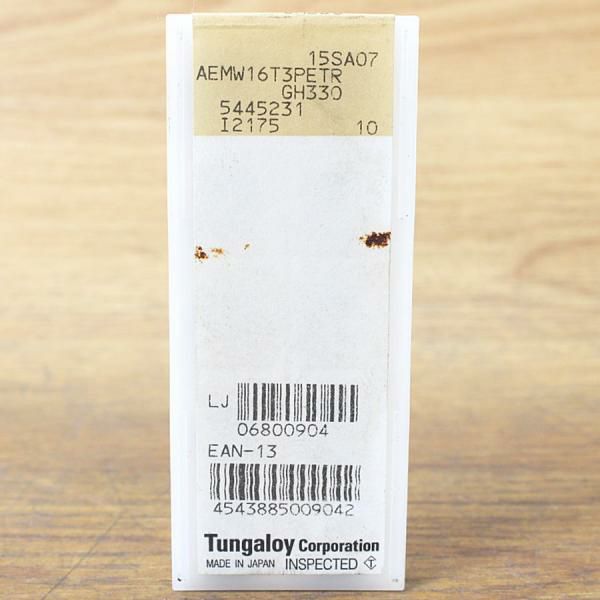 15SA07
AEMW16T3PETR
GH330
5445231
I2175 10
LJ
06800904
EAN-13
4543885009042
Tungaloy Corporation
MADE IN JAPAN INSPECTED T